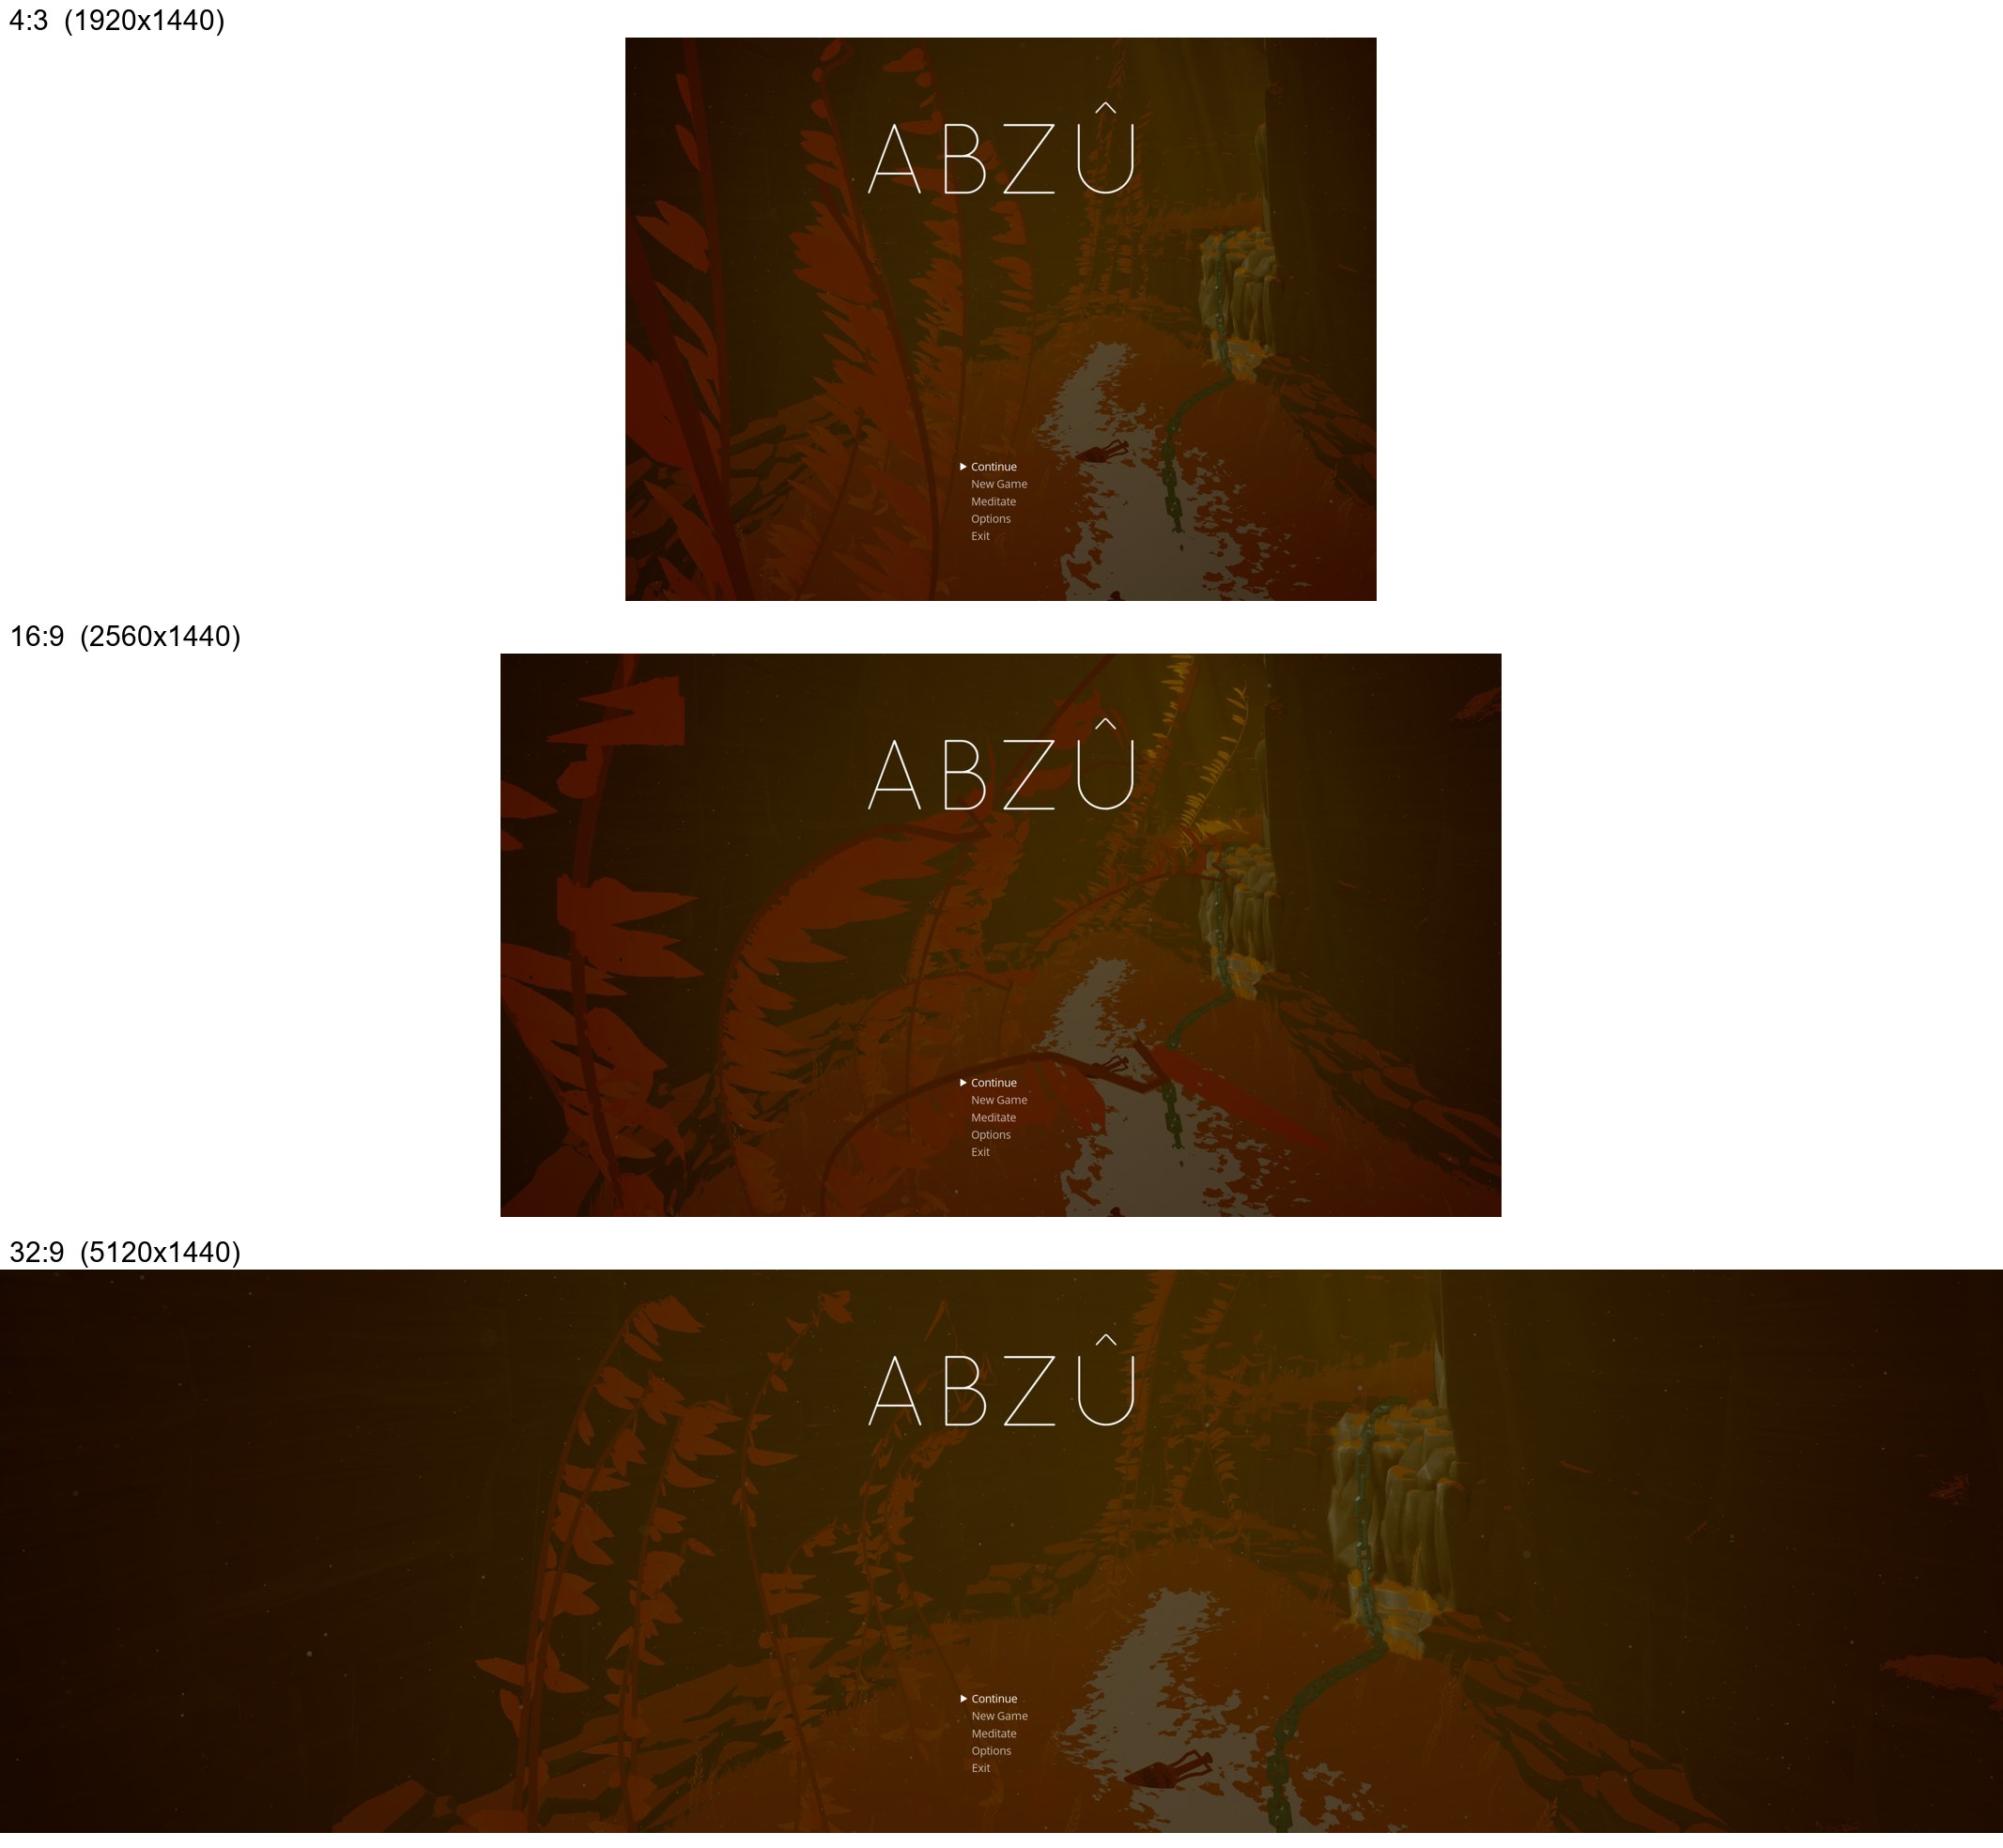 4:3 (1920x1440)
ABZÛ
Continue
New Game
Meditate
Options
Exit
16:9 (2560x1440)
ABZÛ
Continue
New Game
Meditate
Options
Exit
32:9 (5120x1440)
ABZÛ
Continue
New Game
Meditate
Options
Exit